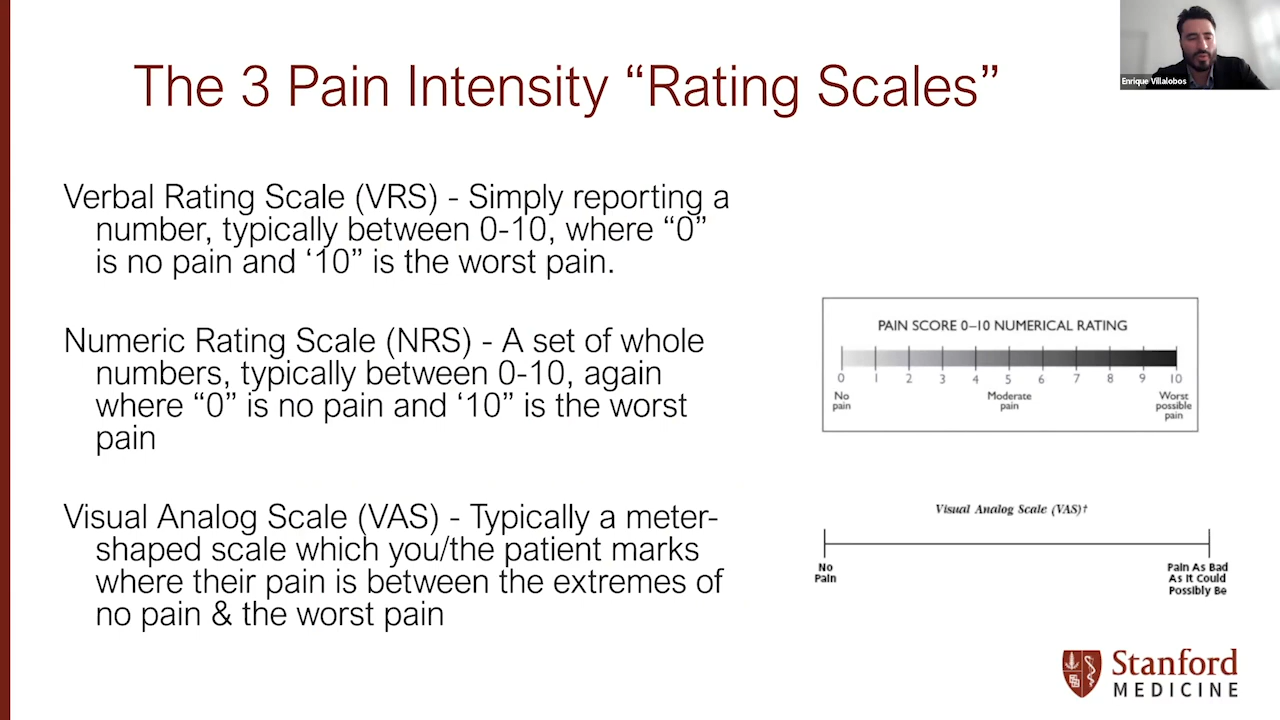 The 3 Pain Intensity “Rating Scales”
Enrique Villalobos
Verbal Rating Scale (VRS) - Simply reporting a
number, typically between 0-10, where “0”
is no pain and ‘10” is the worst pain.
Numeric Rating Scale (NRS) - A set of whole
numbers, typically between 0-10, again
where “0” is no pain and ‘10” is the worst
pain
Visual Analog Scale (VAS) - Typically a meter-
shaped scale which you/the patient marks
where their pain is between the extremes of
no pain & the worst pain
PAIN SCORE 0–10 NUMERICAL RATING
0 1 2 3 4 5 6 7 8 9 10
No
pain
Moderate
pain
Worst
possible
pain
Visual Analog Scale (VAS)†
No
Pain
Pain As Bad
As It Could
Possibly Be
Stanford
MEDICINE